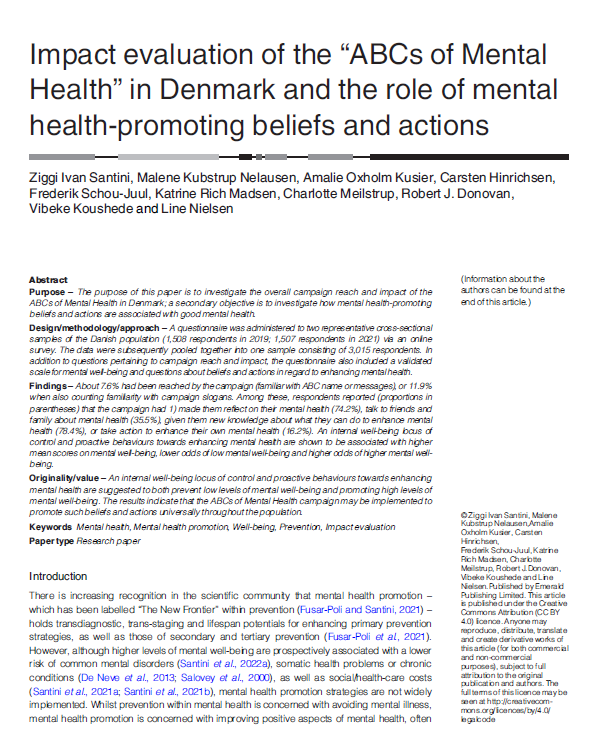 Impact evaluation of the “ABCs of Mental
Health” in Denmark and the role of mental
health-promoting beliefs and actions
Ziggi Ivan Santini, Malene Kubstrup Nelausen, Amalie Oxholm Kusier, Carsten Hinrichsen,
Frederik Schou-Juul, Katrine Rich Madsen, Charlotte Meilstrup, Robert J. Donovan,
Vibeke Koushede and Line Nielsen
Abstract
Purpose – The purpose of this paper is to investigate the overall campaign reach and impact of the
ABCs of Mental Health in Denmark; a secondary objective is to investigate how mental health-promoting
beliefs and actions are associated with good mental health.
Design/methodology/approach – A questionnaire was administered to two representative cross-sectional
samples of the Danish population (1,508 respondents in 2019; 1,507 respondents in 2021) via an online
survey. The data were subsequently pooled together into one sample consisting of 3,015 respondents. In
addition to questions pertaining to campaign reach and impact, the questionnaire also included a validated
scale for mental well-being and questions about beliefs and actions in regard to enhancing mental health.
Findings – About 7.6% had been reached by the campaign (familiar with ABC name or messages), or 11.9%
when also counting familiarity with campaign slogans. Among these, respondents reported (proportions in
parentheses) that the campaign had 1) made them reflect on their mental health (74.2%), talk to friends and
family about mental health (35.5%), given them new knowledge about what they can do to enhance mental
health (78.4%), or take action to enhance their own mental health (16.2%). An internal well-being locus of
control and proactive behaviours towards enhancing mental health are shown to be associated with higher
mean scores on mental well-being, lower odds of low mental well-being and higher odds of higher mental well-
being.
Originality/value – An internal well-being locus of control and proactive behaviours towards enhancing
mental health are suggested to both prevent low levels of mental well-being and promoting high levels of
mental well-being. The results indicate that the ABCs of Mental Health campaign may be implemented to
promote such beliefs and actions universally throughout the population.
Keywords Mental health, Mental health promotion, Well-being, Prevention, Impact evaluation
Paper type Research paper
(Information about the
authors can be found at the
end of this article.)
Introduction
There is increasing recognition in the scientific community that mental health promotion –
which has been labelled “The New Frontier” within prevention (Fusar-Poli and Santini, 2021) –
holds transdiagnostic, trans-staging and lifespan potentials for enhancing primary prevention
strategies, as well as those of secondary and tertiary prevention (Fusar-Poli et al., 2021).
However, although higher levels of mental well-being are prospectively associated with a lower
risk of common mental disorders (Santini et al., 2022a), somatic health problems or chronic
conditions (De Neve et al., 2013; Salovey et al., 2000), as well as social/health-care costs
(Santini et al., 2021a; Santini et al., 2021b), mental health promotion strategies are not widely
implemented. Whilst prevention within mental health is concerned with avoiding mental illness,
mental health promotion is concerned with improving positive aspects of mental health, often
©Ziggi Ivan Santini, Malene
Kubstrup Nelausen,Amalie
Oxholm Kusier, Carsten
Hinrichsen,
Frederik Schou-Juul, Katrine
Rich Madsen, Charlotte
Meilstrup, Robert J.Donovan,
Vibeke Koushede and Line
Nielsen.Published by Emerald
Publishing Limited. This article
is published under the Creative
Commons Attribution (CC BY
4.0) licence. Anyone may
reproduce, distribute, translate
and create derivative works of
this article (for both commercial
and non-commercial
purposes), subject to full
attribution to the original
publication and authors. The
full terms of this licence may be
seen at http://creativecom-
mons.org/licences/by/4.0/
legalcode